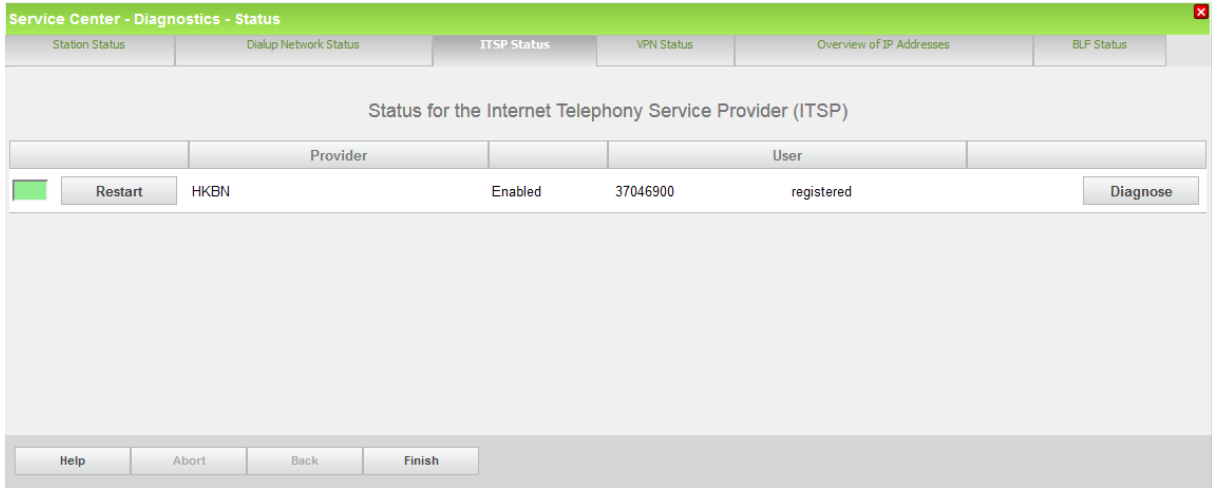 Service Center - Diagnostics - Status
Station Status Dialup Network Status ITSP Status VPN Status Overview of IP Addresses BLF Status
Status for the Internet Telephony Service Provider (ITSP)
Provider User
Restart HKBN Enabled 37046900 registered Diagnose
Help Abort Back Finish